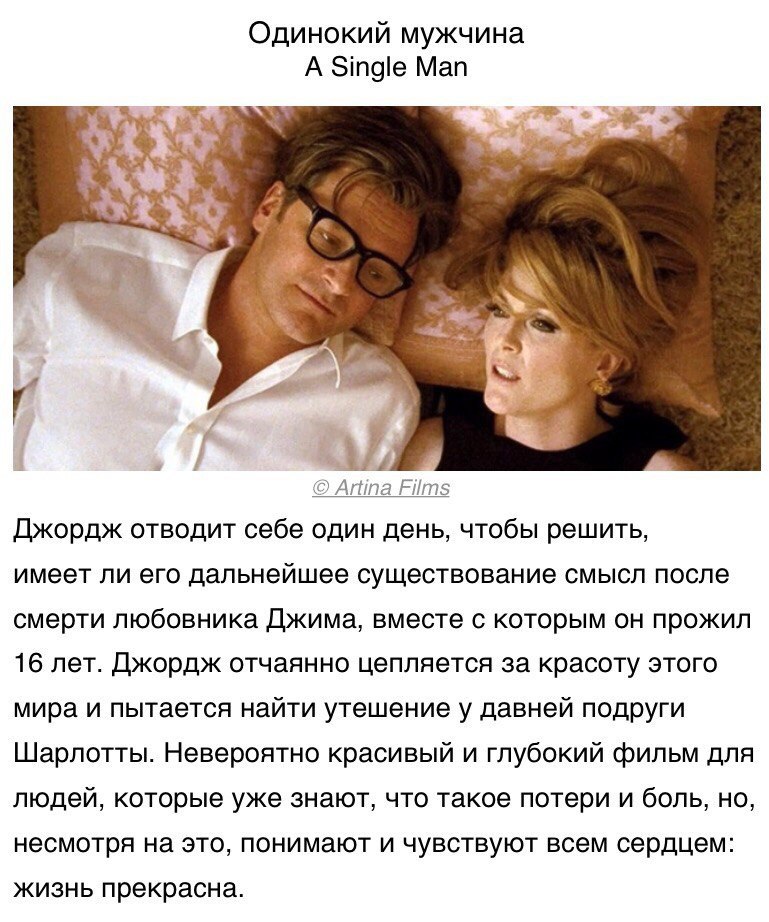 Одинокий мужчина
A Single Man
© Artina Films
Джордж отводит себе один день, чтобы решить,
имеет ли его дальнейшее существование смысл после
смерти любовника Джима, вместе с которым он прожил
16 лет. Джордж отчаянно цепляется за красоту этого
мира и пытается найти утешение у давней подруги
Шарлотты. Невероятно красивый и глубокий фильм для
людей, которые уже знают, что такое потери и боль, но,
несмотря на это, понимают и чувствуют всем сердцем:
жизнь прекрасна.